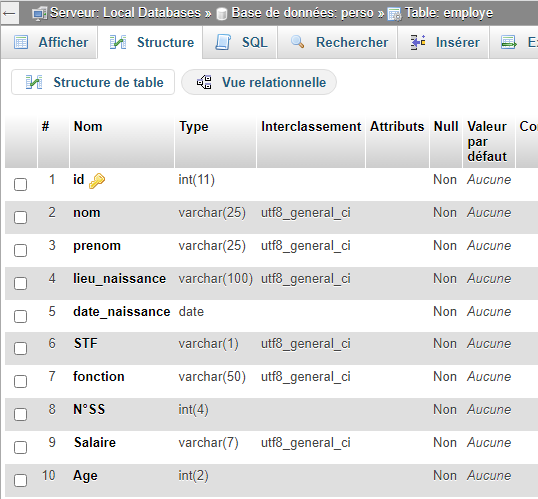 Serveur: Local Databases » Base de données: perso » Table: employe
Afficher Structure SQL Rechercher Insérer
Structure de table Vue relationnelle
# Nom Type Interclassement Attributs Null Valeur par défaut
1 id int(11) Non Aucune
2 nom varchar(25) utf8_general_ci Non Aucune
3 prenom varchar(25) utf8_general_ci Non Aucune
4 lieu_naissance varchar(100) utf8_general_ci Non Aucune
5 date_naissance date Non Aucune
6 STF varchar(1) utf8_general_ci Non Aucune
7 fonction varchar(50) utf8_general_ci Non Aucune
8 N°SS int(4) Non Aucune
9 Salaire varchar(7) utf8_general_ci Non Aucune
10 Age int(2) Non Aucune